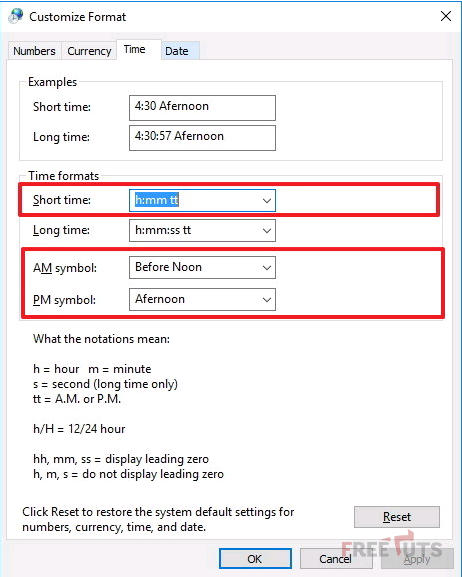 Customize Format
Numbers Currency Time Date
Examples
Short time: 4:30 Afernoon
Long time: 4:30:57 Afernoon
Time formats
Short time: h:mm tt
Long time: h:mm:ss tt
AM symbol: Before Noon
PM symbol: Afernoon
What the notations mean:
h = hour m = minute
s = second (long time only)
tt = A.M. or P.M.
h/H = 12/24 hour
hh, mm, ss = display leading zero
h, m, s = do not display leading zero
Click Reset to restore the system default settings for
numbers, currency, time, and date.
Reset
OK Cancel Apply
FREETUTS